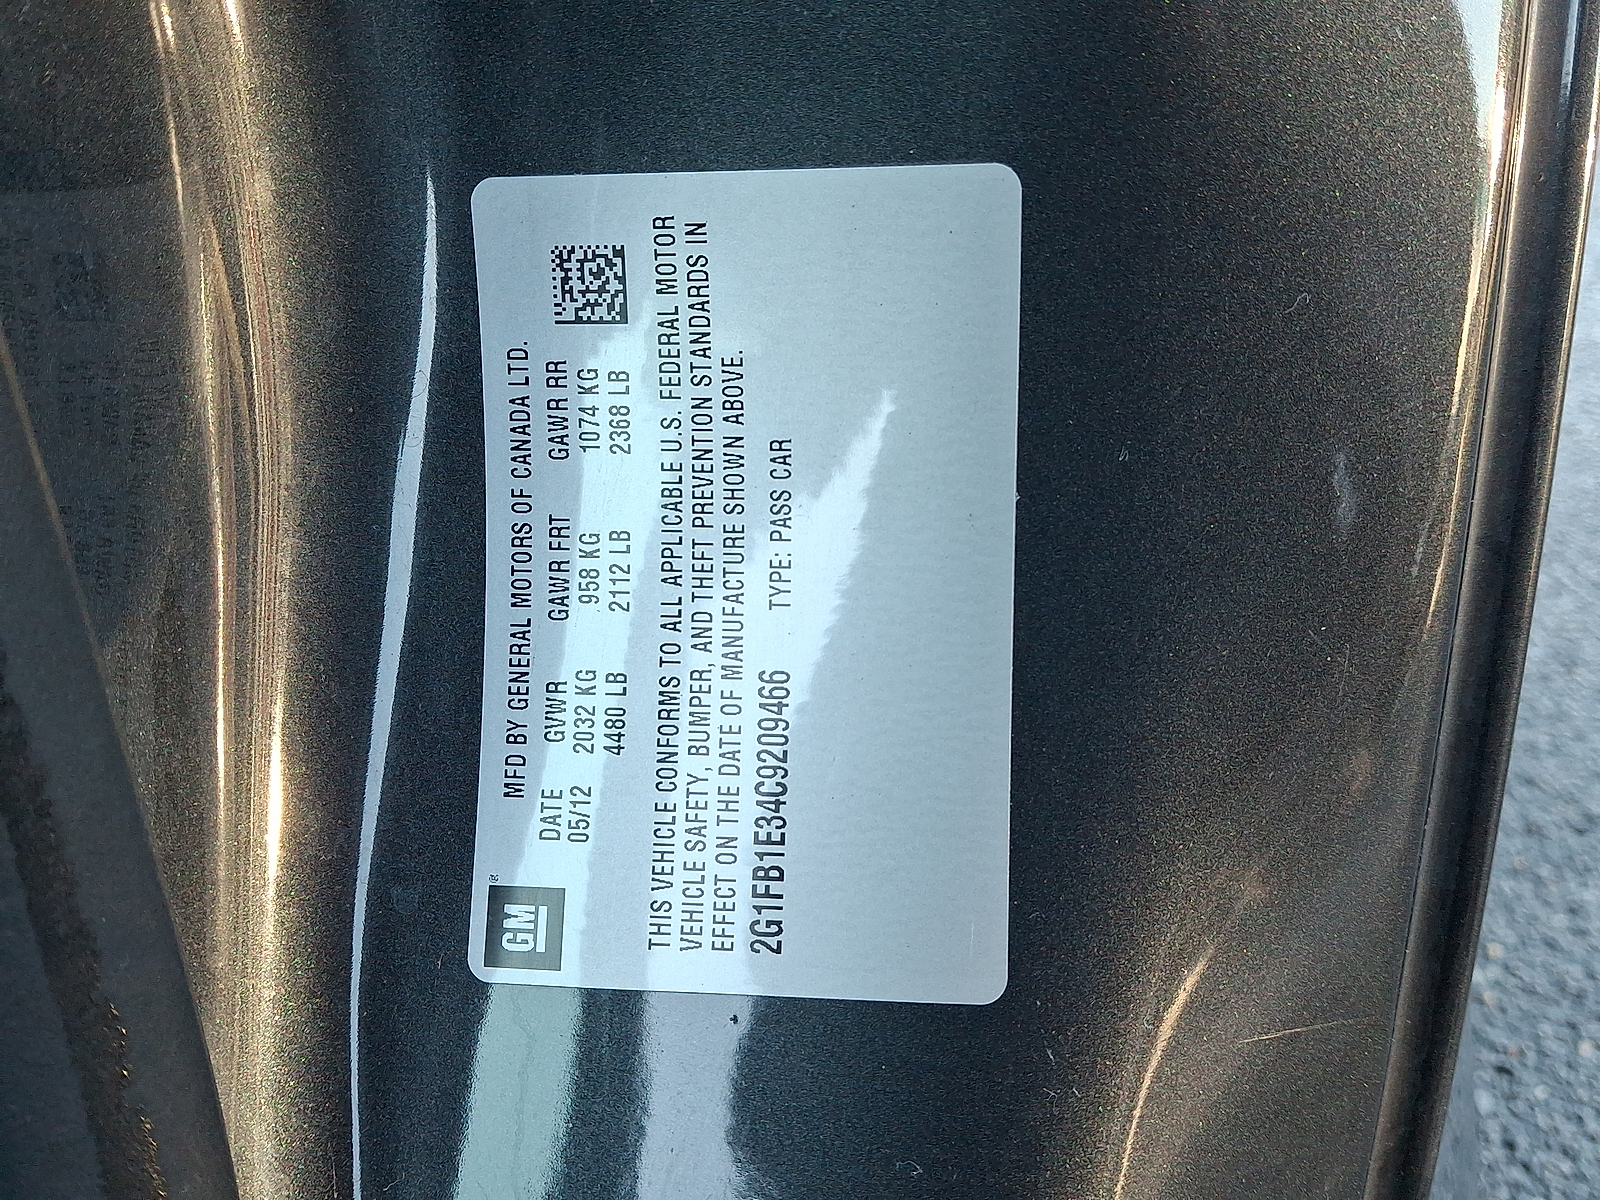 GM®
MFD BY GENERAL MOTORS OF CANADA LTD.
DATE GVWR GAWR FRT GAWR RR
05/12 2032 KG 958 KG 1074 KG
4480 LB 2112 LB 2368 LB
THIS VEHICLE CONFORMS TO ALL APPLICABLE U.S. FEDERAL MOTOR
VEHICLE SAFETY, BUMPER, AND THEFT PREVENTION STANDARDS IN
EFFECT ON THE DATE OF MANUFACTURE SHOWN ABOVE.
2G1FB1E34C9209466 TYPE: PASS CAR